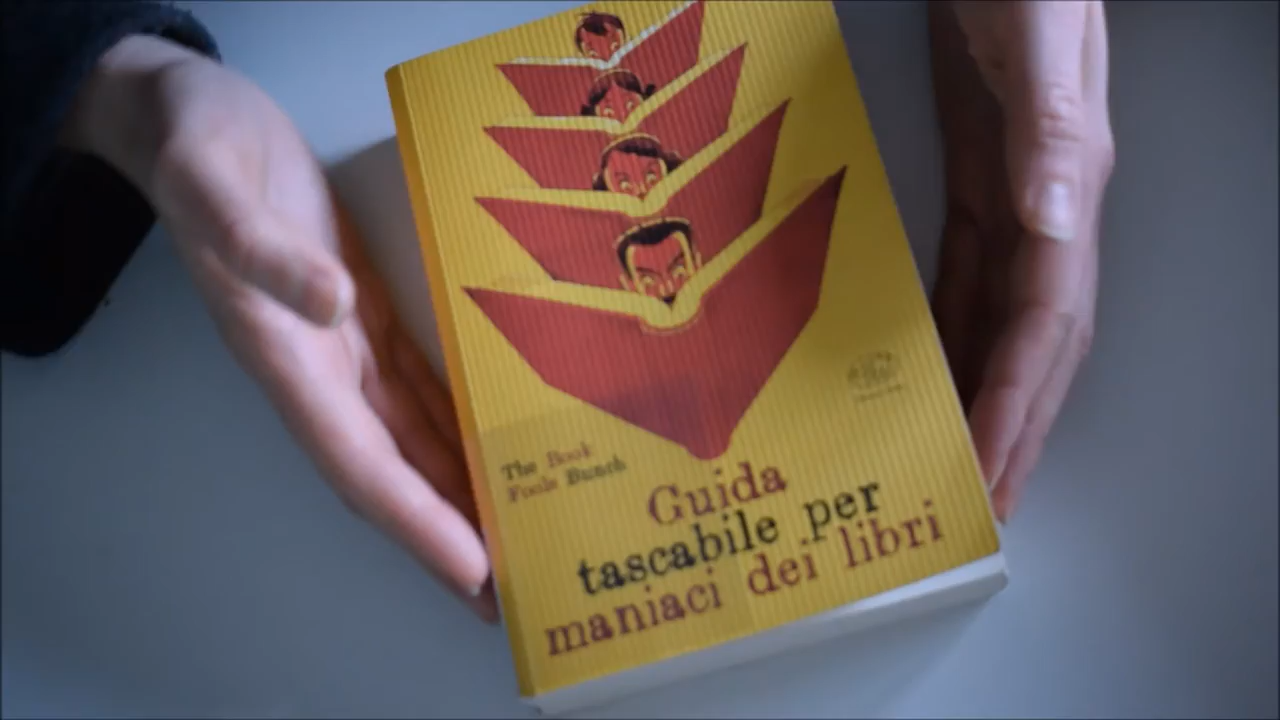 The Book
Fools Bunch
Guida
tascabile per
maniaci dei libri